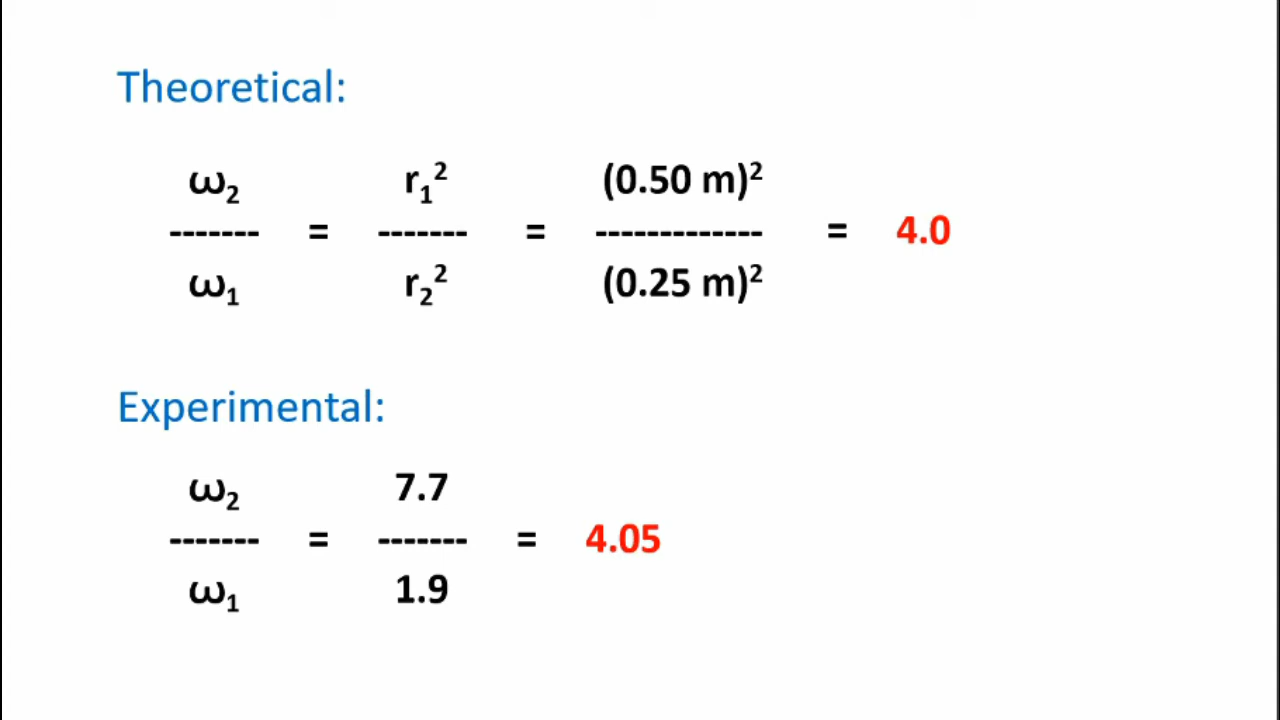 Theoretical:
ω₂ r₁² (0.50 m)²
------- = ------- = ------------- = 4.0
ω₁ r₂² (0.25 m)²
Experimental:
ω₂ 7.7
------- = ------- = 4.05
ω₁ 1.9